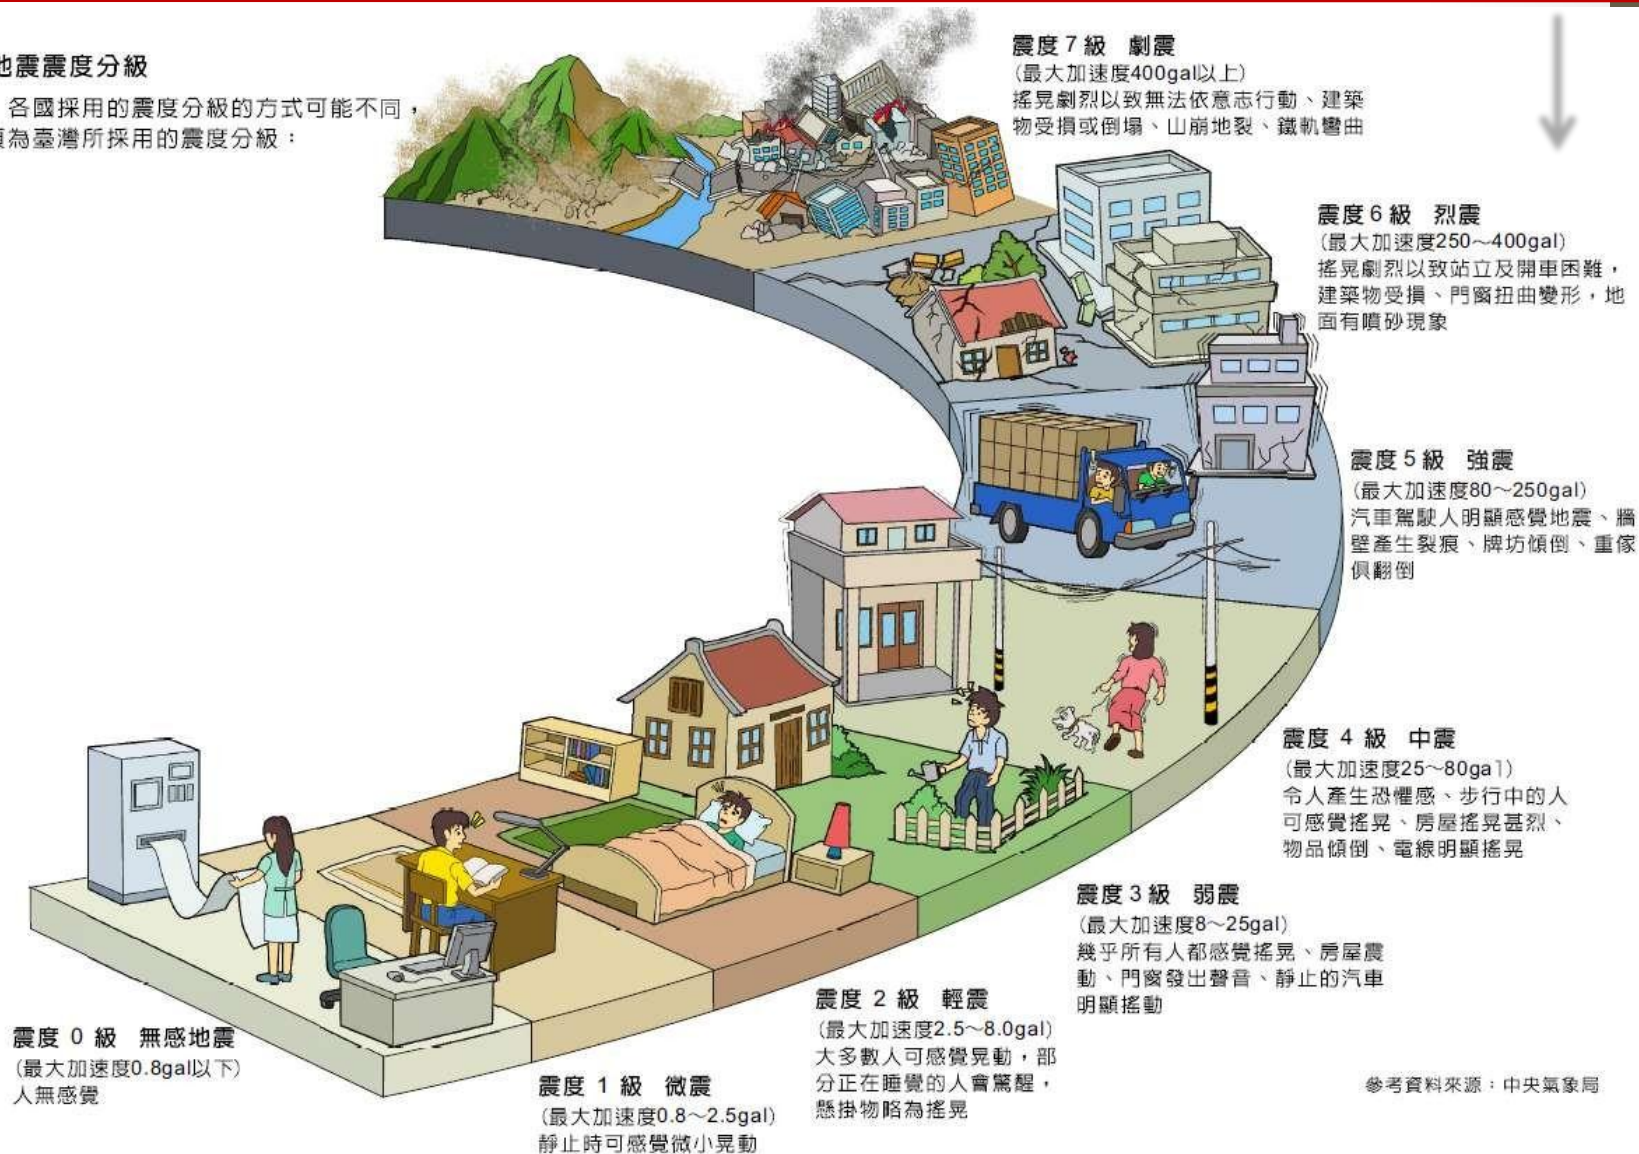 地震震度分級
各國採用的震度分級的方式可能不同，
為臺灣所採用的震度分級：
震度7級 劇震
(最大加速度400gal以上)
搖晃劇烈以致無法依意志行動、建築
物受損或倒塌、山崩地裂、鐵軌彎曲
震度6級 烈震
(最大加速度250～400gal)
搖晃劇烈以致站立及開車困難，
建築物受損、門窗扭曲變形，地
面有噴砂現象
震度5級 強震
(最大加速度80～250gal)
汽車駕駛人明顯感覺地震、牆
壁產生裂痕、牌坊傾倒、重傢
俱翻倒
震度 4 級 中震
(最大加速度25～80gal)
令人產生恐懼感、步行中的人
可感覺搖晃、房屋搖晃甚烈、
物品傾倒、電線明顯搖晃
震度3級 弱震
(最大加速度8～25gal)
幾乎所有人都感覺搖晃、房屋震
動、門窗發出聲音、靜止的汽車
明顯搖動
震度 2 級 輕震
(最大加速度2.5～8.0gal)
大多數人可感覺晃動，部
分正在睡覺的人會驚醒，
懸掛物略為搖晃
震度 1 級 微震
(最大加速度0.8～2.5gal)
靜止時可感覺微小晃動
震度 0 級 無感地震
(最大加速度0.8gal以下)
人無感覺
參考資料來源：中央氣象局